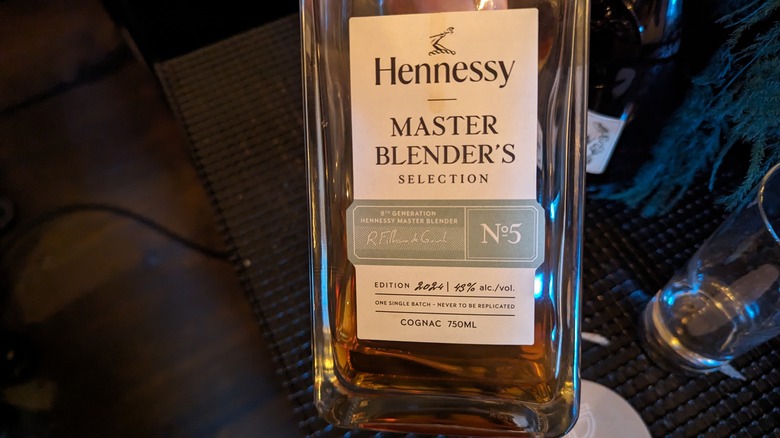 Hennessy
MASTER
BLENDER'S
SELECTION
8TH GENERATION
HENNESSY MASTER BLENDER
Nº5
EDITION 2024 | 43% alc./vol.
ONE SINGLE BATCH - NEVER TO BE REPLICATED
COGNAC 750ML